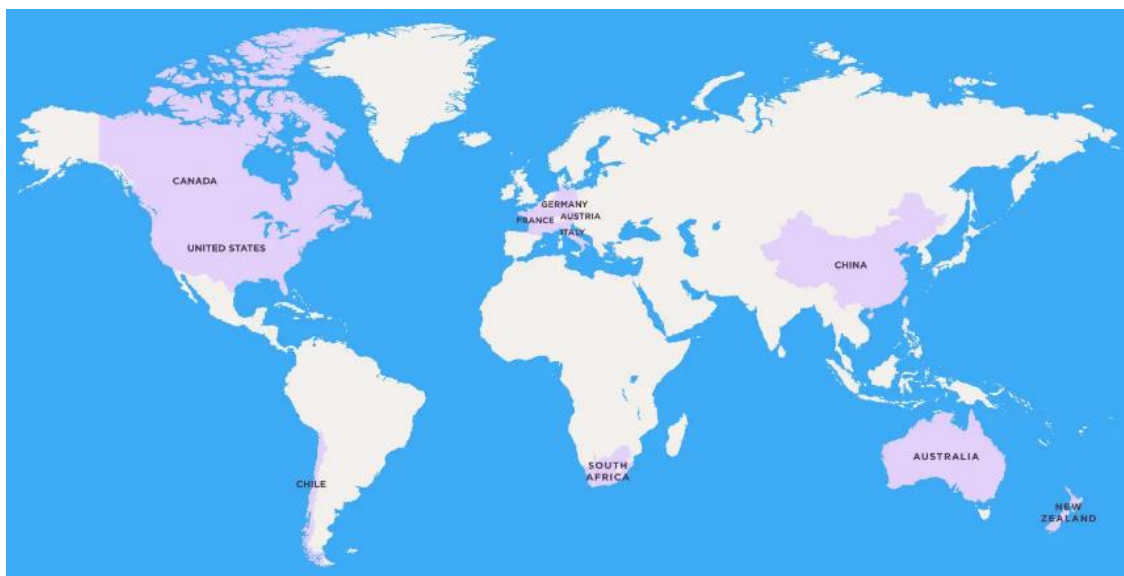 CANADA
UNITED STATES
GERMANY
FRANCE
AUSTRIA
ITALY
CHINA
CHILE
SOUTH
AFRICA
AUSTRALIA
NEW
ZEALAND